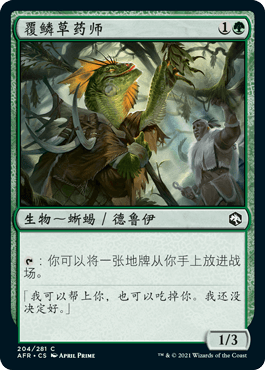 覆鳞草药师 1
生物~蜥蜴／德鲁伊
：你可以将一张地牌从你手上放进战
场。
「我可以帮上你，也可以吃掉你。我还没
决定好。」
1/3
204/281 C
AFR • CS APRIL PRIME
™ & © 2021 Wizards of the Coast